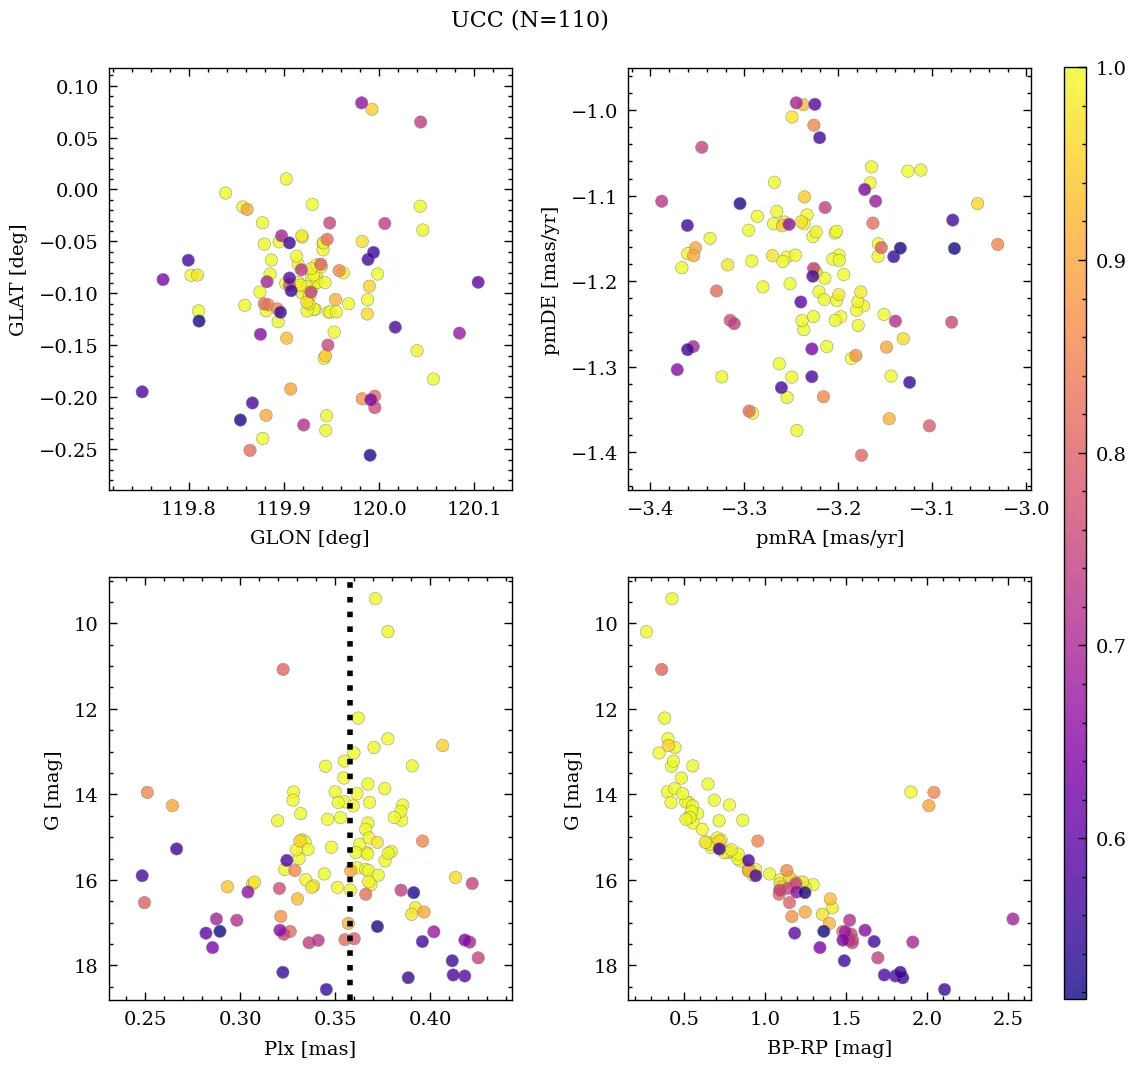 UCC (N=110)
0.10
0.05
0.00
−0.05
−0.10
−0.15
−0.20
−0.25
GLAT [deg]
119.8 119.9 120.0 120.1
GLON [deg]
−1.0
−1.1
−1.2
−1.3
−1.4
pmDE [mas/yr]
−3.4 −3.3 −3.2 −3.1 −3.0
pmRA [mas/yr]
10
12
14
16
18
G [mag]
0.25 0.30 0.35 0.40
Plx [mas]
10
12
14
16
18
G [mag]
0.5 1.0 1.5 2.0 2.5
BP-RP [mag]
1.0
0.9
0.8
0.7
0.6